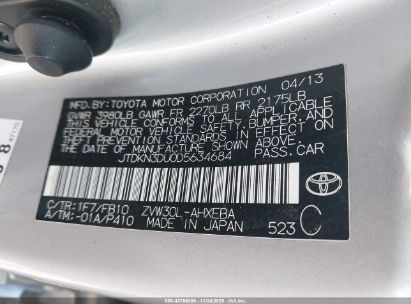 MFD.BY:TOYOTA MOTOR CORPORATION 04/13
GVWR 3980LB GAWR FR 2270LB RR 2175LB
THIS VEHICLE CONFORMS TO ALL APPLICABLE
FEDERAL MOTOR VEHICLE SAFETY, BUMPER, AND
THEFT PREVENTION STANDARDS IN EFFECT ON
THE DATE OF MANUFACTURE SHOWN ABOVE.
JTDKN3DU0D5634684 PASS.CAR
C/TR:1F7/FB10 ZVW30L-AHXEBA
A/TM:-01A/P410 MADE IN JAPAN 523 C
TOYOTA